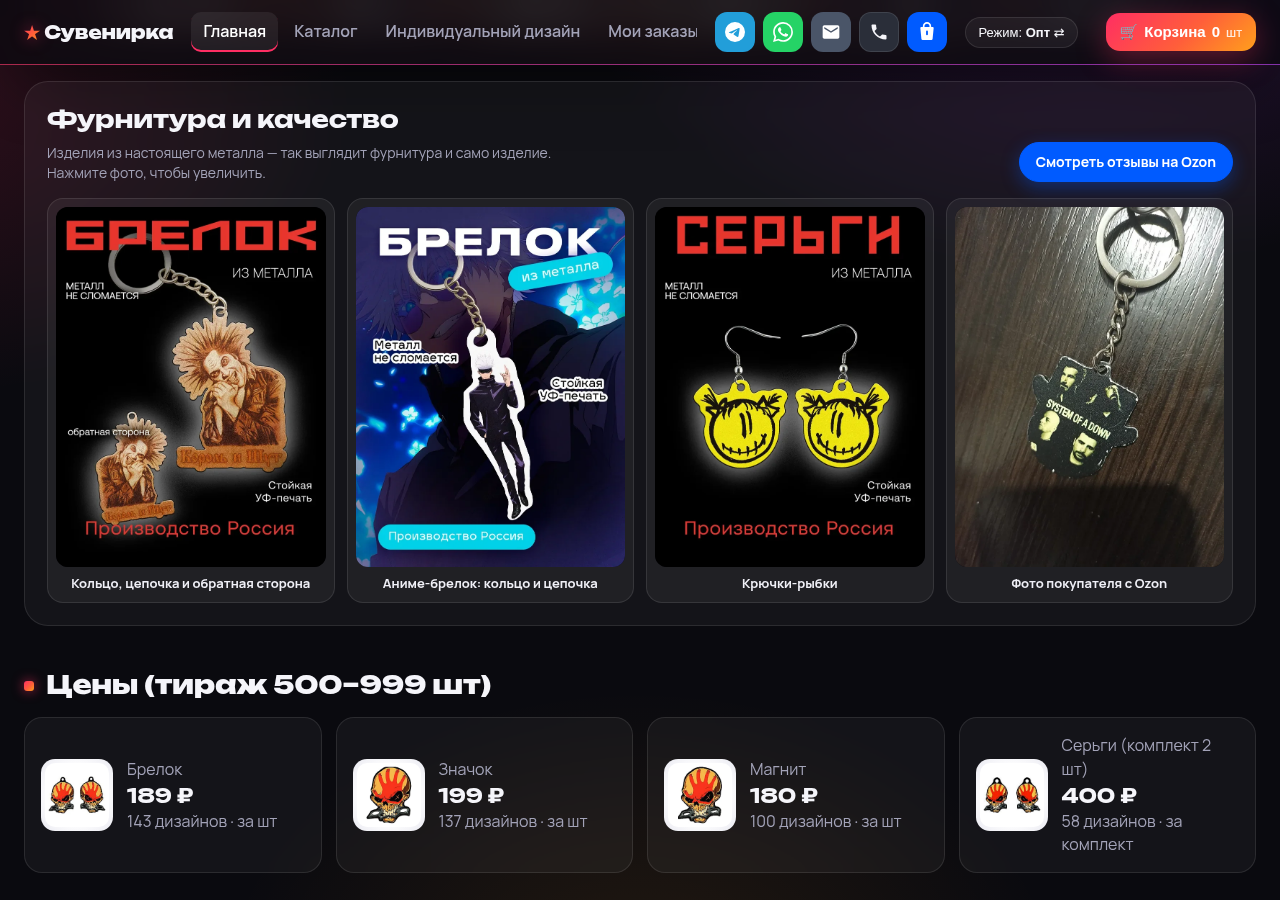 Сувенирка
Главная
Каталог
Индивидуальный дизайн
Мои заказы
Режим: Опт ⇄
Корзина 0 шт
Фурнитура и качество
Изделия из настоящего металла — так выглядит фурнитура и само изделие.
Нажмите фото, чтобы увеличить.
Смотреть отзывы на Ozon
БРЕЛОК
ИЗ МЕТАЛЛА
МЕТАЛЛ
НЕ СЛОМАЕТСЯ
обратная сторона
Король и Шут
Король и Шут
Стойкая
УФ-печать
Производство Россия
Кольцо, цепочка и обратная сторона
БРЕЛОК
из металла
Металл
не сломается
Стойкая
УФ-печать
Производство Россия
Аниме-брелок: кольцо и цепочка
СЕРЬГИ
ИЗ МЕТАЛЛА
МЕТАЛЛ
НЕ СЛОМАЕТСЯ
Стойкая
УФ-печать
Производство Россия
Крючки-рыбки
SYSTEM OF A DOWN
Фото покупателя с Ozon
Цены (тираж 500–999 шт)
Брелок
189 ₽
143 дизайнов · за шт
Значок
199 ₽
137 дизайнов · за шт
Магнит
180 ₽
100 дизайнов · за шт
Серьги (комплект 2
шт)
400 ₽
58 дизайнов · за
комплект